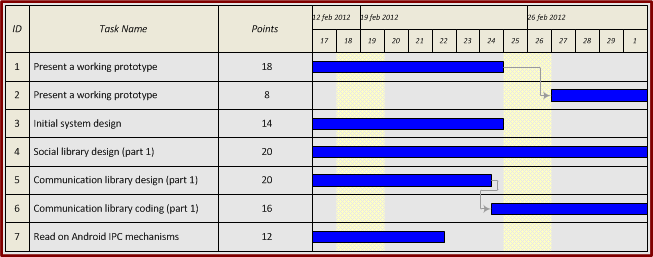 12 feb 2012 19 feb 2012 26 feb 2012
ID Task Name Points
17 18 19 20 21 22 23 24 25 26 27 28 29 1
1 Present a working prototype 18
2 Present a working prototype 8
3 Initial system design 14
4 Social library design (part 1) 20
5 Communication library design (part 1) 20
6 Communication library coding (part 1) 16
7 Read on Android IPC mechanisms 12